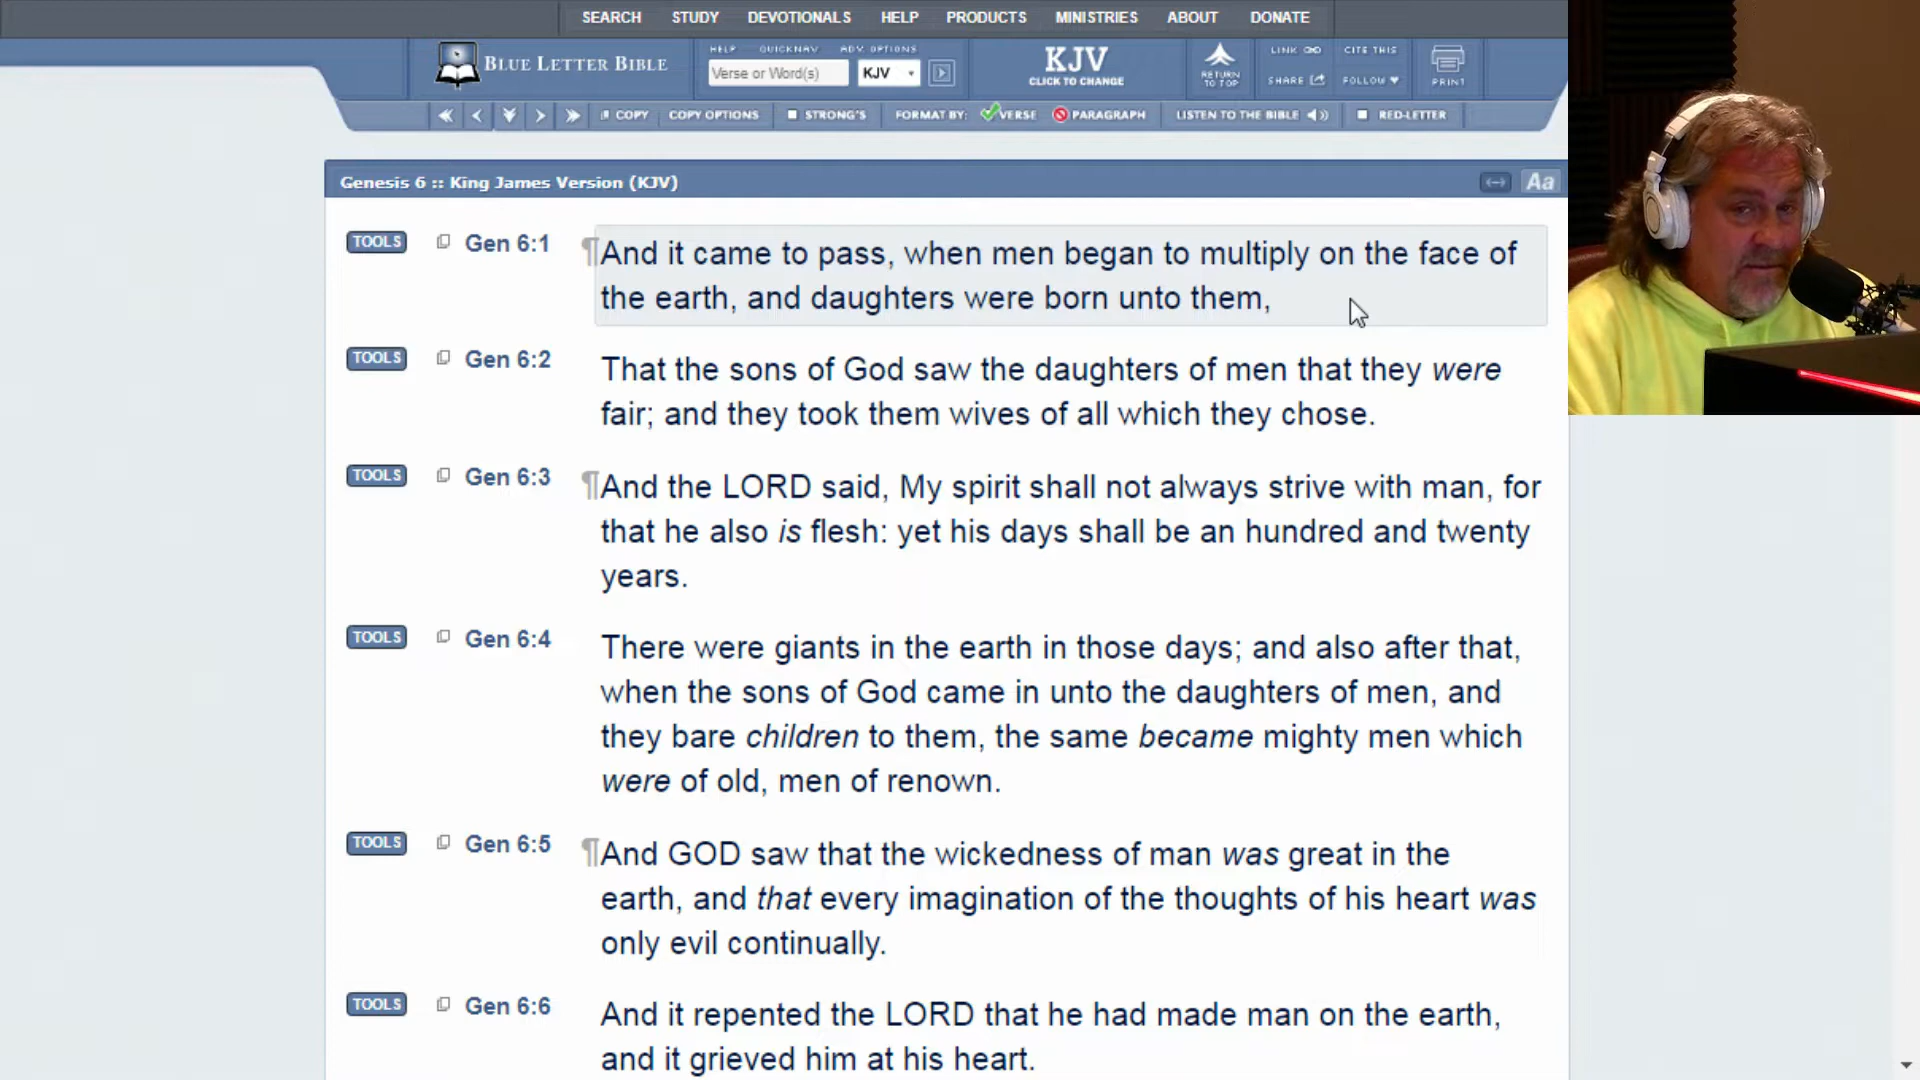 SEARCH STUDY DEVOTIONALS HELP PRODUCTS MINISTRIES ABOUT DONATE
BLUE LETTER BIBLE
HELP QUICKNAV ADV. OPTIONS
Verse or Word(s) KJV
KJV
CLICK TO CHANGE
RETURN
TO TOP
LINK CITE THIS
SHARE FOLLOW
PRINT
COPY COPY OPTIONS STRONG'S FORMAT BY: VERSE PARAGRAPH LISTEN TO THE BIBLE RED-LETTER
Genesis 6 :: King James Version (KJV)
Aa
TOOLS Gen 6:1 ¶And it came to pass, when men began to multiply on the face of
the earth, and daughters were born unto them,
TOOLS Gen 6:2 That the sons of God saw the daughters of men that they were
fair; and they took them wives of all which they chose.
TOOLS Gen 6:3 ¶And the LORD said, My spirit shall not always strive with man, for
that he also is flesh: yet his days shall be an hundred and twenty
years.
TOOLS Gen 6:4 There were giants in the earth in those days; and also after that,
when the sons of God came in unto the daughters of men, and
they bare children to them, the same became mighty men which
were of old, men of renown.
TOOLS Gen 6:5 ¶And GOD saw that the wickedness of man was great in the
earth, and that every imagination of the thoughts of his heart was
only evil continually.
TOOLS Gen 6:6 And it repented the LORD that he had made man on the earth,
and it grieved him at his heart.